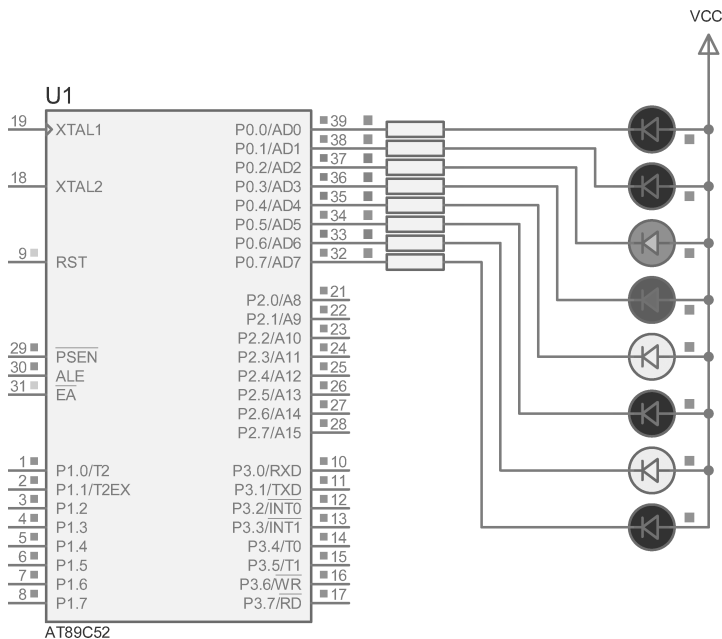 VCC
U1
19 XTAL1 P0.0/AD0 39
P0.1/AD1 38
P0.2/AD2 37
18 XTAL2 P0.3/AD3 36
P0.4/AD4 35
P0.5/AD5 34
P0.6/AD6 33
9 RST P0.7/AD7 32
P2.0/A8 21
P2.1/A9 22
P2.2/A10 23
29 PSEN P2.3/A11 24
30 ALE P2.4/A12 25
31 EA P2.5/A13 26
P2.6/A14 27
P2.7/A15 28
1 P1.0/T2 P3.0/RXD 10
2 P1.1/T2EX P3.1/TXD 11
3 P1.2 P3.2/INT0 12
4 P1.3 P3.3/INT1 13
5 P1.4 P3.4/T0 14
6 P1.5 P3.5/T1 15
7 P1.6 P3.6/WR 16
8 P1.7 P3.7/RD 17
AT89C52